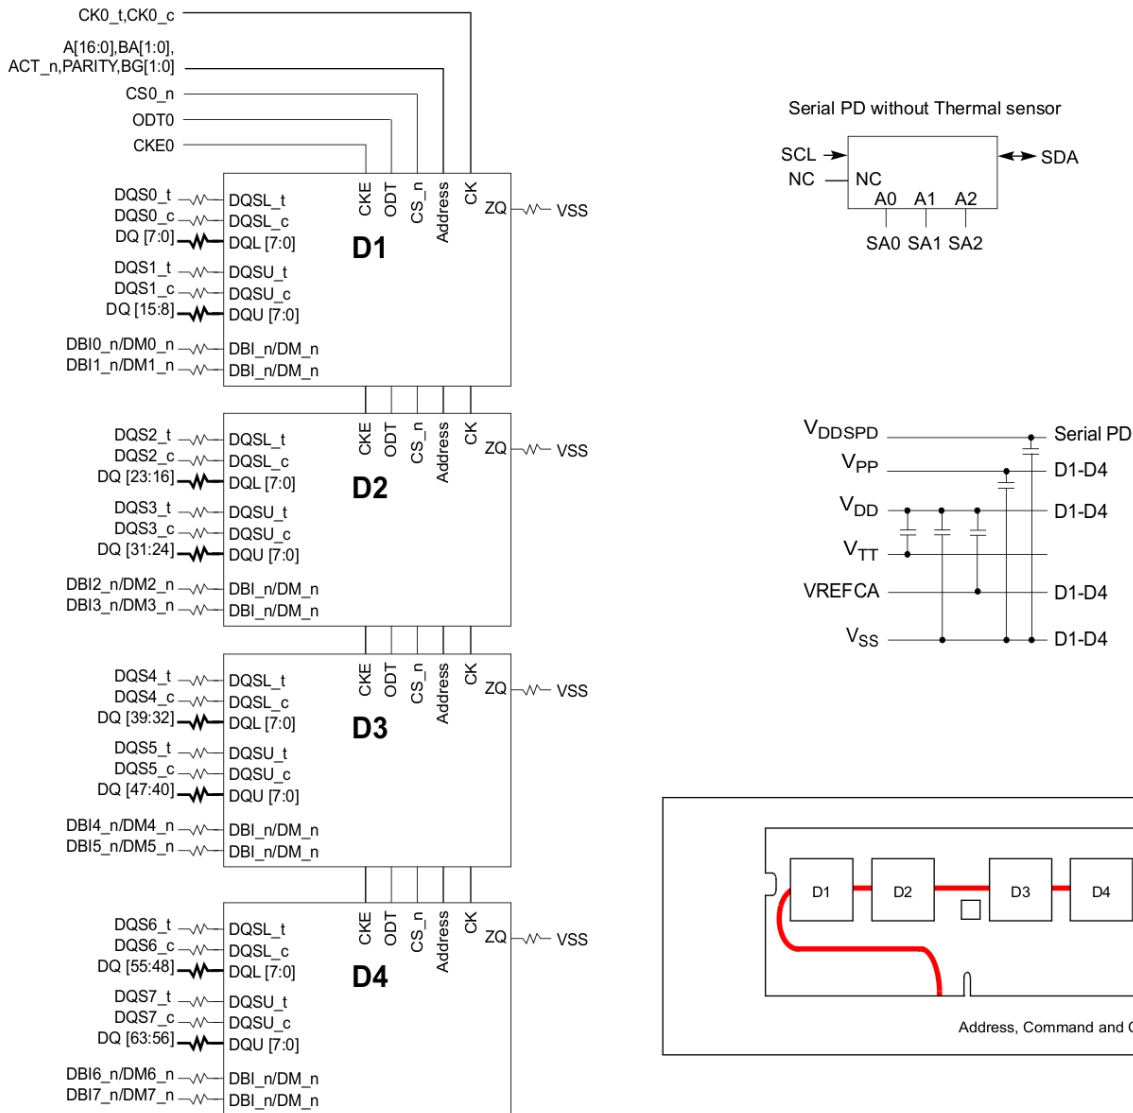 CK0_t,CK0_c
A[16:0],BA[1:0],
ACT_n,PARITY,BG[1:0]
CS0_n
ODT0
CKE0
CKE ODT CS_n Address CK
DQS0_t DQSL_t
DQS0_c DQSL_c
DQ [7:0] DQL [7:0]
DQS1_t DQSU_t
DQS1_c DQSU_c
DQ [15:8] DQU [7:0]
DBI0_n/DM0_n DBI_n/DM_n
DBI1_n/DM1_n DBI_n/DM_n
D1
ZQ VSS
CKE ODT CS_n Address CK
DQS2_t DQSL_t
DQS2_c DQSL_c
DQ [23:16] DQL [7:0]
DQS3_t DQSU_t
DQS3_c DQSU_c
DQ [31:24] DQU [7:0]
DBI2_n/DM2_n DBI_n/DM_n
DBI3_n/DM3_n DBI_n/DM_n
D2
ZQ VSS
CKE ODT CS_n Address CK
DQS4_t DQSL_t
DQS4_c DQSL_c
DQ [39:32] DQL [7:0]
DQS5_t DQSU_t
DQS5_c DQSU_c
DQ [47:40] DQU [7:0]
DBI4_n/DM4_n DBI_n/DM_n
DBI5_n/DM5_n DBI_n/DM_n
D3
ZQ VSS
CKE ODT CS_n Address CK
DQS6_t DQSL_t
DQS6_c DQSL_c
DQ [55:48] DQL [7:0]
DQS7_t DQSU_t
DQS7_c DQSU_c
DQ [63:56] DQU [7:0]
DBI6_n/DM6_n DBI_n/DM_n
DBI7_n/DM7_n DBI_n/DM_n
D4
ZQ VSS
Serial PD without Thermal sensor
SCL SDA
NC NC
A0 A1 A2
SA0 SA1 SA2
VDDSPD Serial PD
VPP D1-D4
VDD D1-D4
VTT
VREFCA D1-D4
VSS D1-D4
D1 D2 D3 D4
Address, Command and